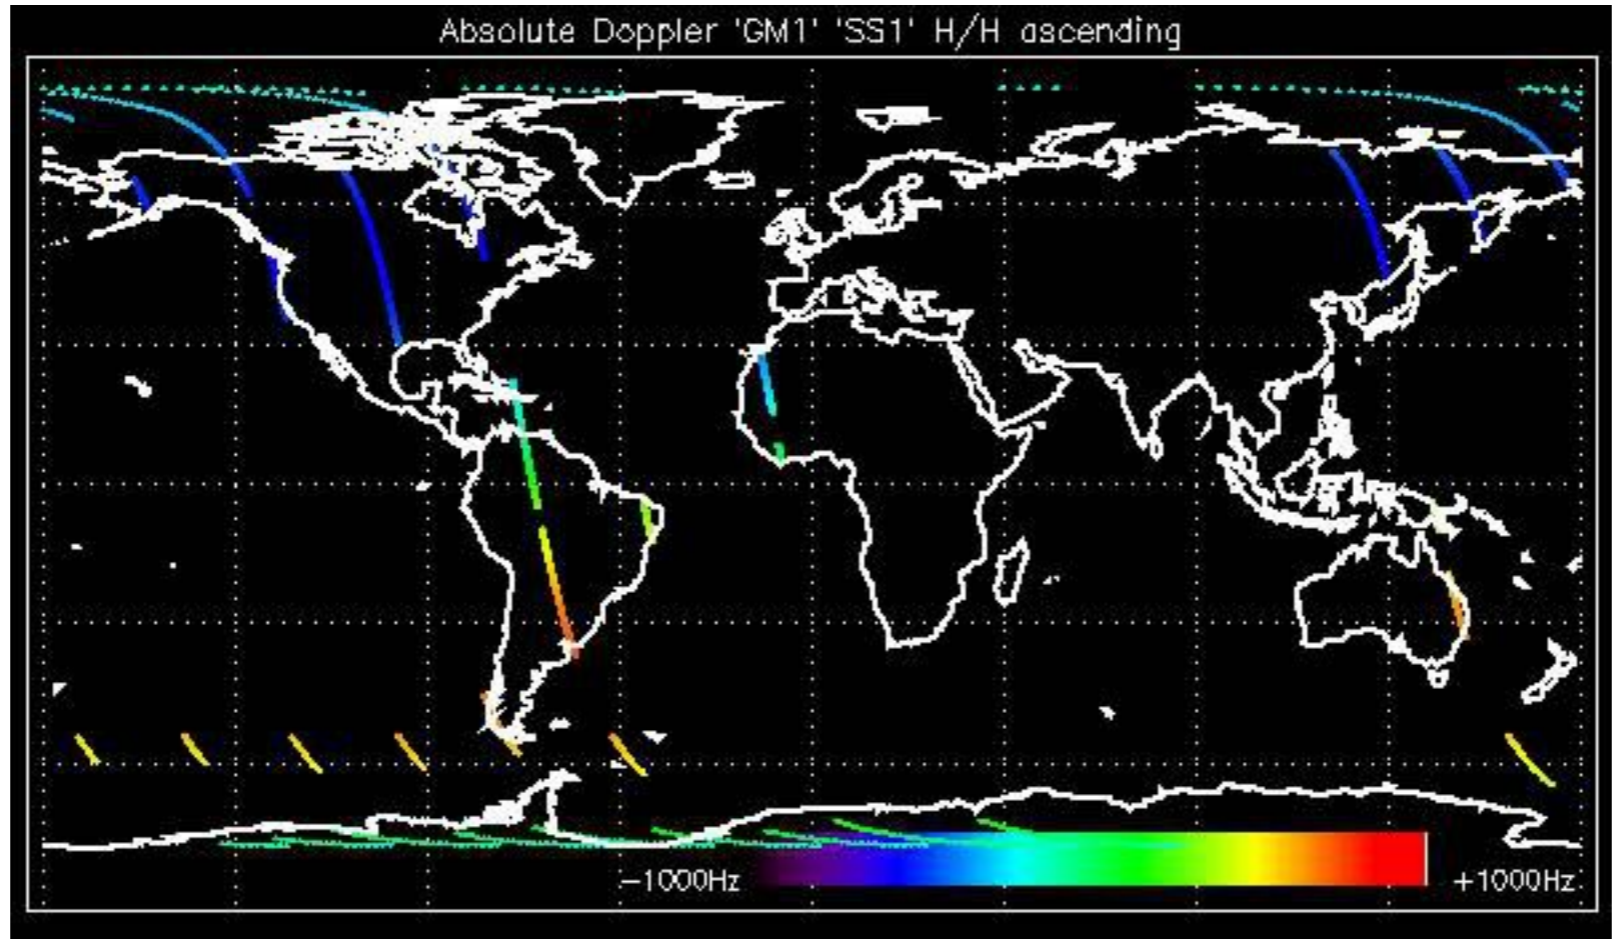 Absolute Doppler 'GM1' 'SS1' H/H ascending
−1000Hz +1000Hz